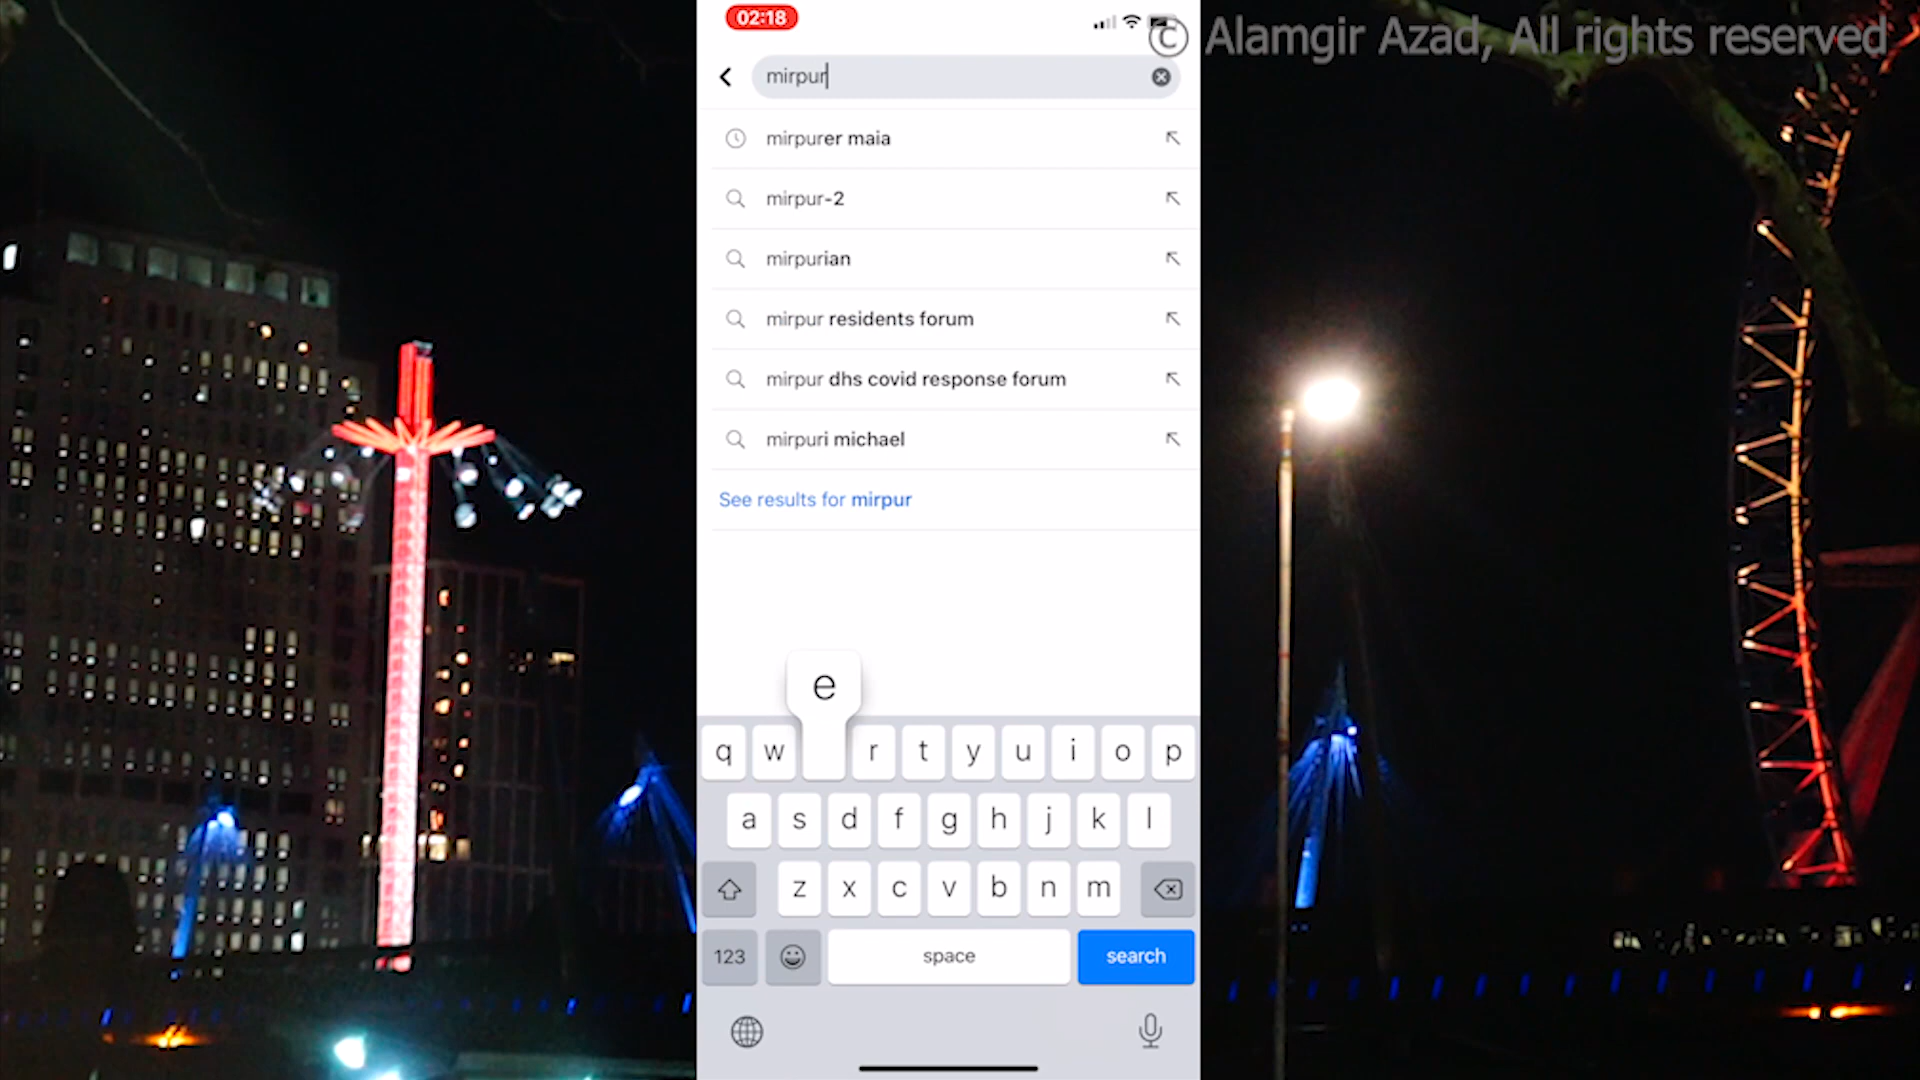 02:18
© Alamgir Azad, All rights reserved
mirpur
mirpurer maia
mirpur-2
mirpurian
mirpur residents forum
mirpur dhs covid response forum
mirpuri michael
See results for mirpur
e
q w r t y u i o p
a s d f g h j k l
z x c v b n m
123 space search